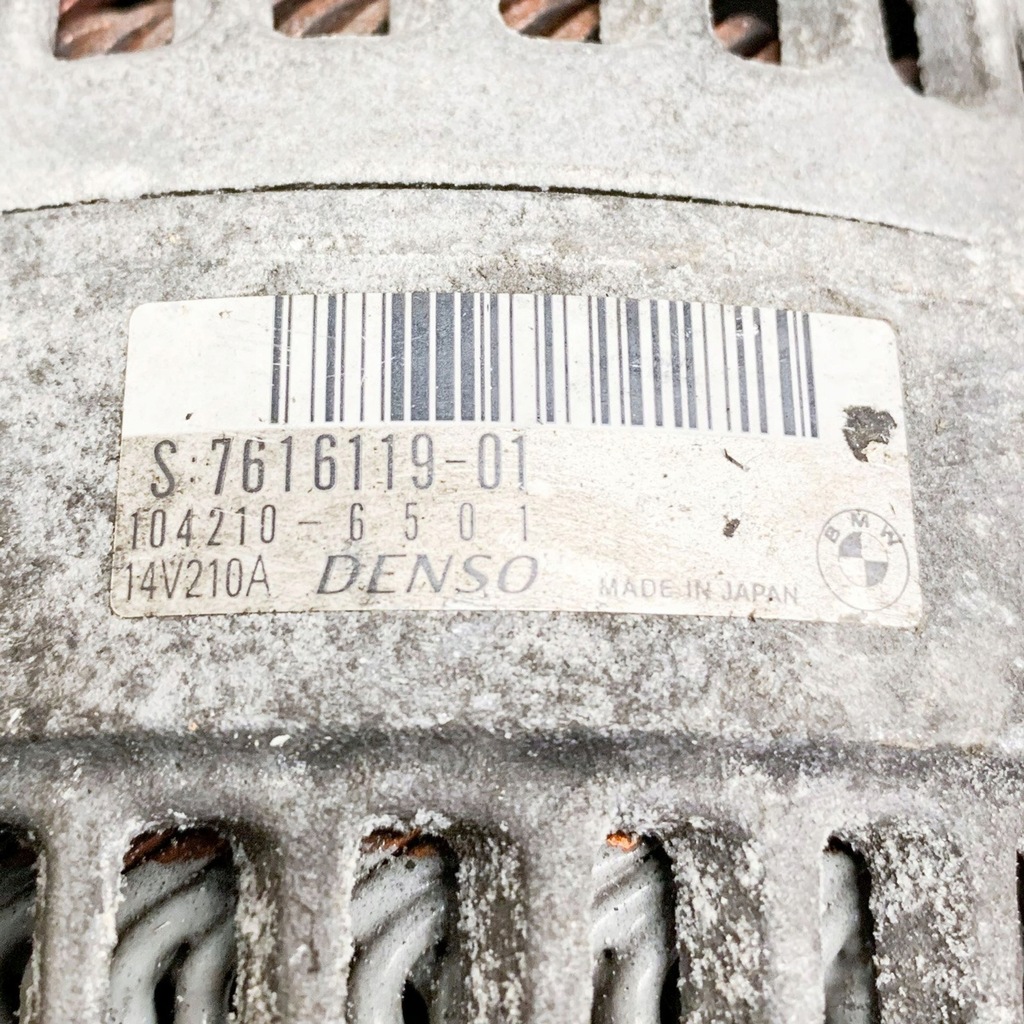 S:7616119-01
104210-6501
14V210A DENSO MADE IN JAPAN BMW